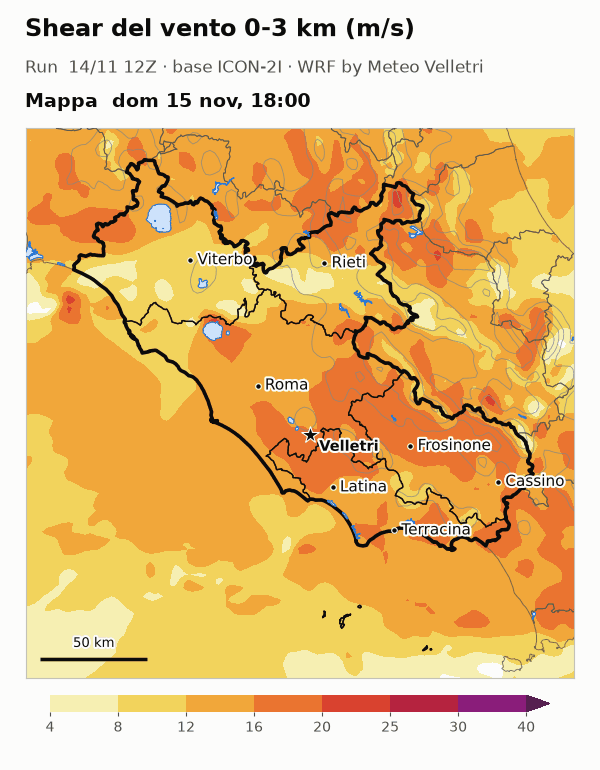 Shear del vento 0-3 km (m/s)
Run  14/11 12Z · base ICON-2I · WRF by Meteo Velletri
Mappa  dom 15 nov, 18:00
Viterbo
Rieti
Roma
Velletri
Frosinone
Cassino
Latina
Terracina
50 km
4 8 12 16 20 25 30 40